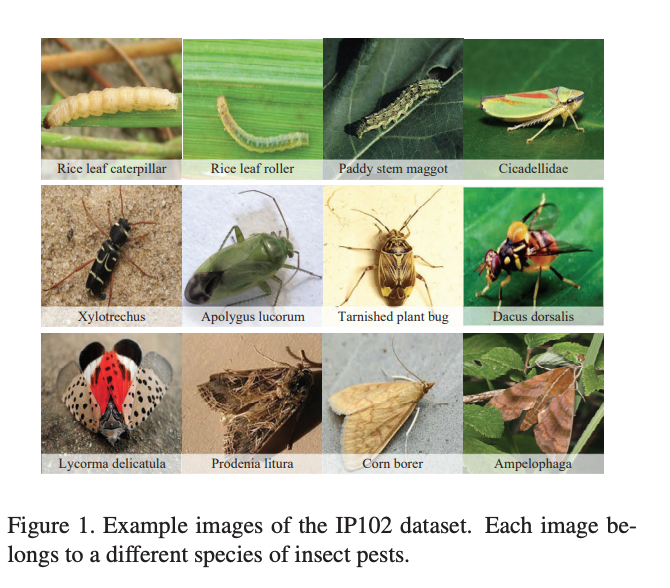 Rice leaf caterpillar
Rice leaf roller
Paddy stem maggot
Cicadellidae
Xylotrechus
Apolygus lucorum
Tarnished plant bug
Dacus dorsalis
Lycorma delicatula
Prodenia litura
Corn borer
Ampelophaga
Figure 1. Example images of the IP102 dataset. Each image be-
longs to a different species of insect pests.